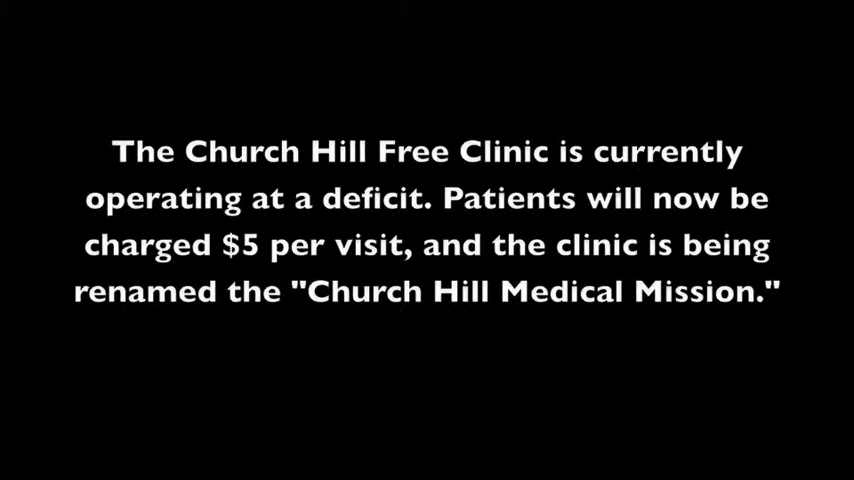 The Church Hill Free Clinic is currently
operating at a deficit. Patients will now be
charged $5 per visit, and the clinic is being
renamed the "Church Hill Medical Mission."